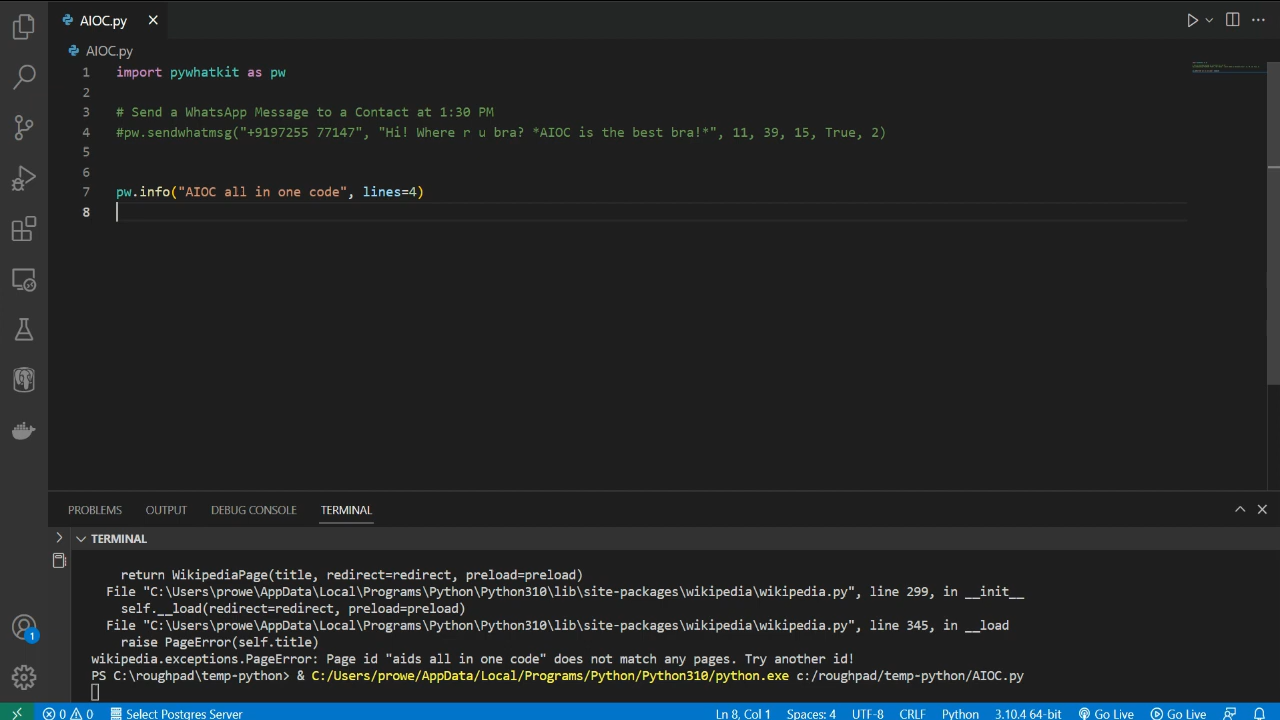 AIOC.py
AIOC.py
1 import pywhatkit as pw
2
3 # Send a WhatsApp Message to a Contact at 1:30 PM
4 #pw.sendwhatmsg("+9197255 77147", "Hi! Where r u bra? *AIOC is the best bra!*", 11, 39, 15, True, 2)
5
6
7 pw.info("AIOC all in one code", lines=4)
8
PROBLEMS OUTPUT DEBUG CONSOLE TERMINAL
TERMINAL
return WikipediaPage(title, redirect=redirect, preload=preload)
File "C:\Users\prowe\AppData\Local\Programs\Python\Python310\lib\site-packages\wikipedia\wikipedia.py", line 299, in __init__
self.__load(redirect=redirect, preload=preload)
File "C:\Users\prowe\AppData\Local\Programs\Python\Python310\lib\site-packages\wikipedia\wikipedia.py", line 345, in __load
raise PageError(self.title)
wikipedia.exceptions.PageError: Page id "aids all in one code" does not match any pages. Try another id!
PS C:\roughpad\temp-python> & C:/Users/prowe/AppData/Local/Programs/Python/Python310/python.exe c:/roughpad/temp-python/AIOC.py
1
0 0 Select Postgres Server Ln 8, Col 1 Spaces: 4 UTF-8 CRLF Python 3.10.4 64-bit Go Live Go Live